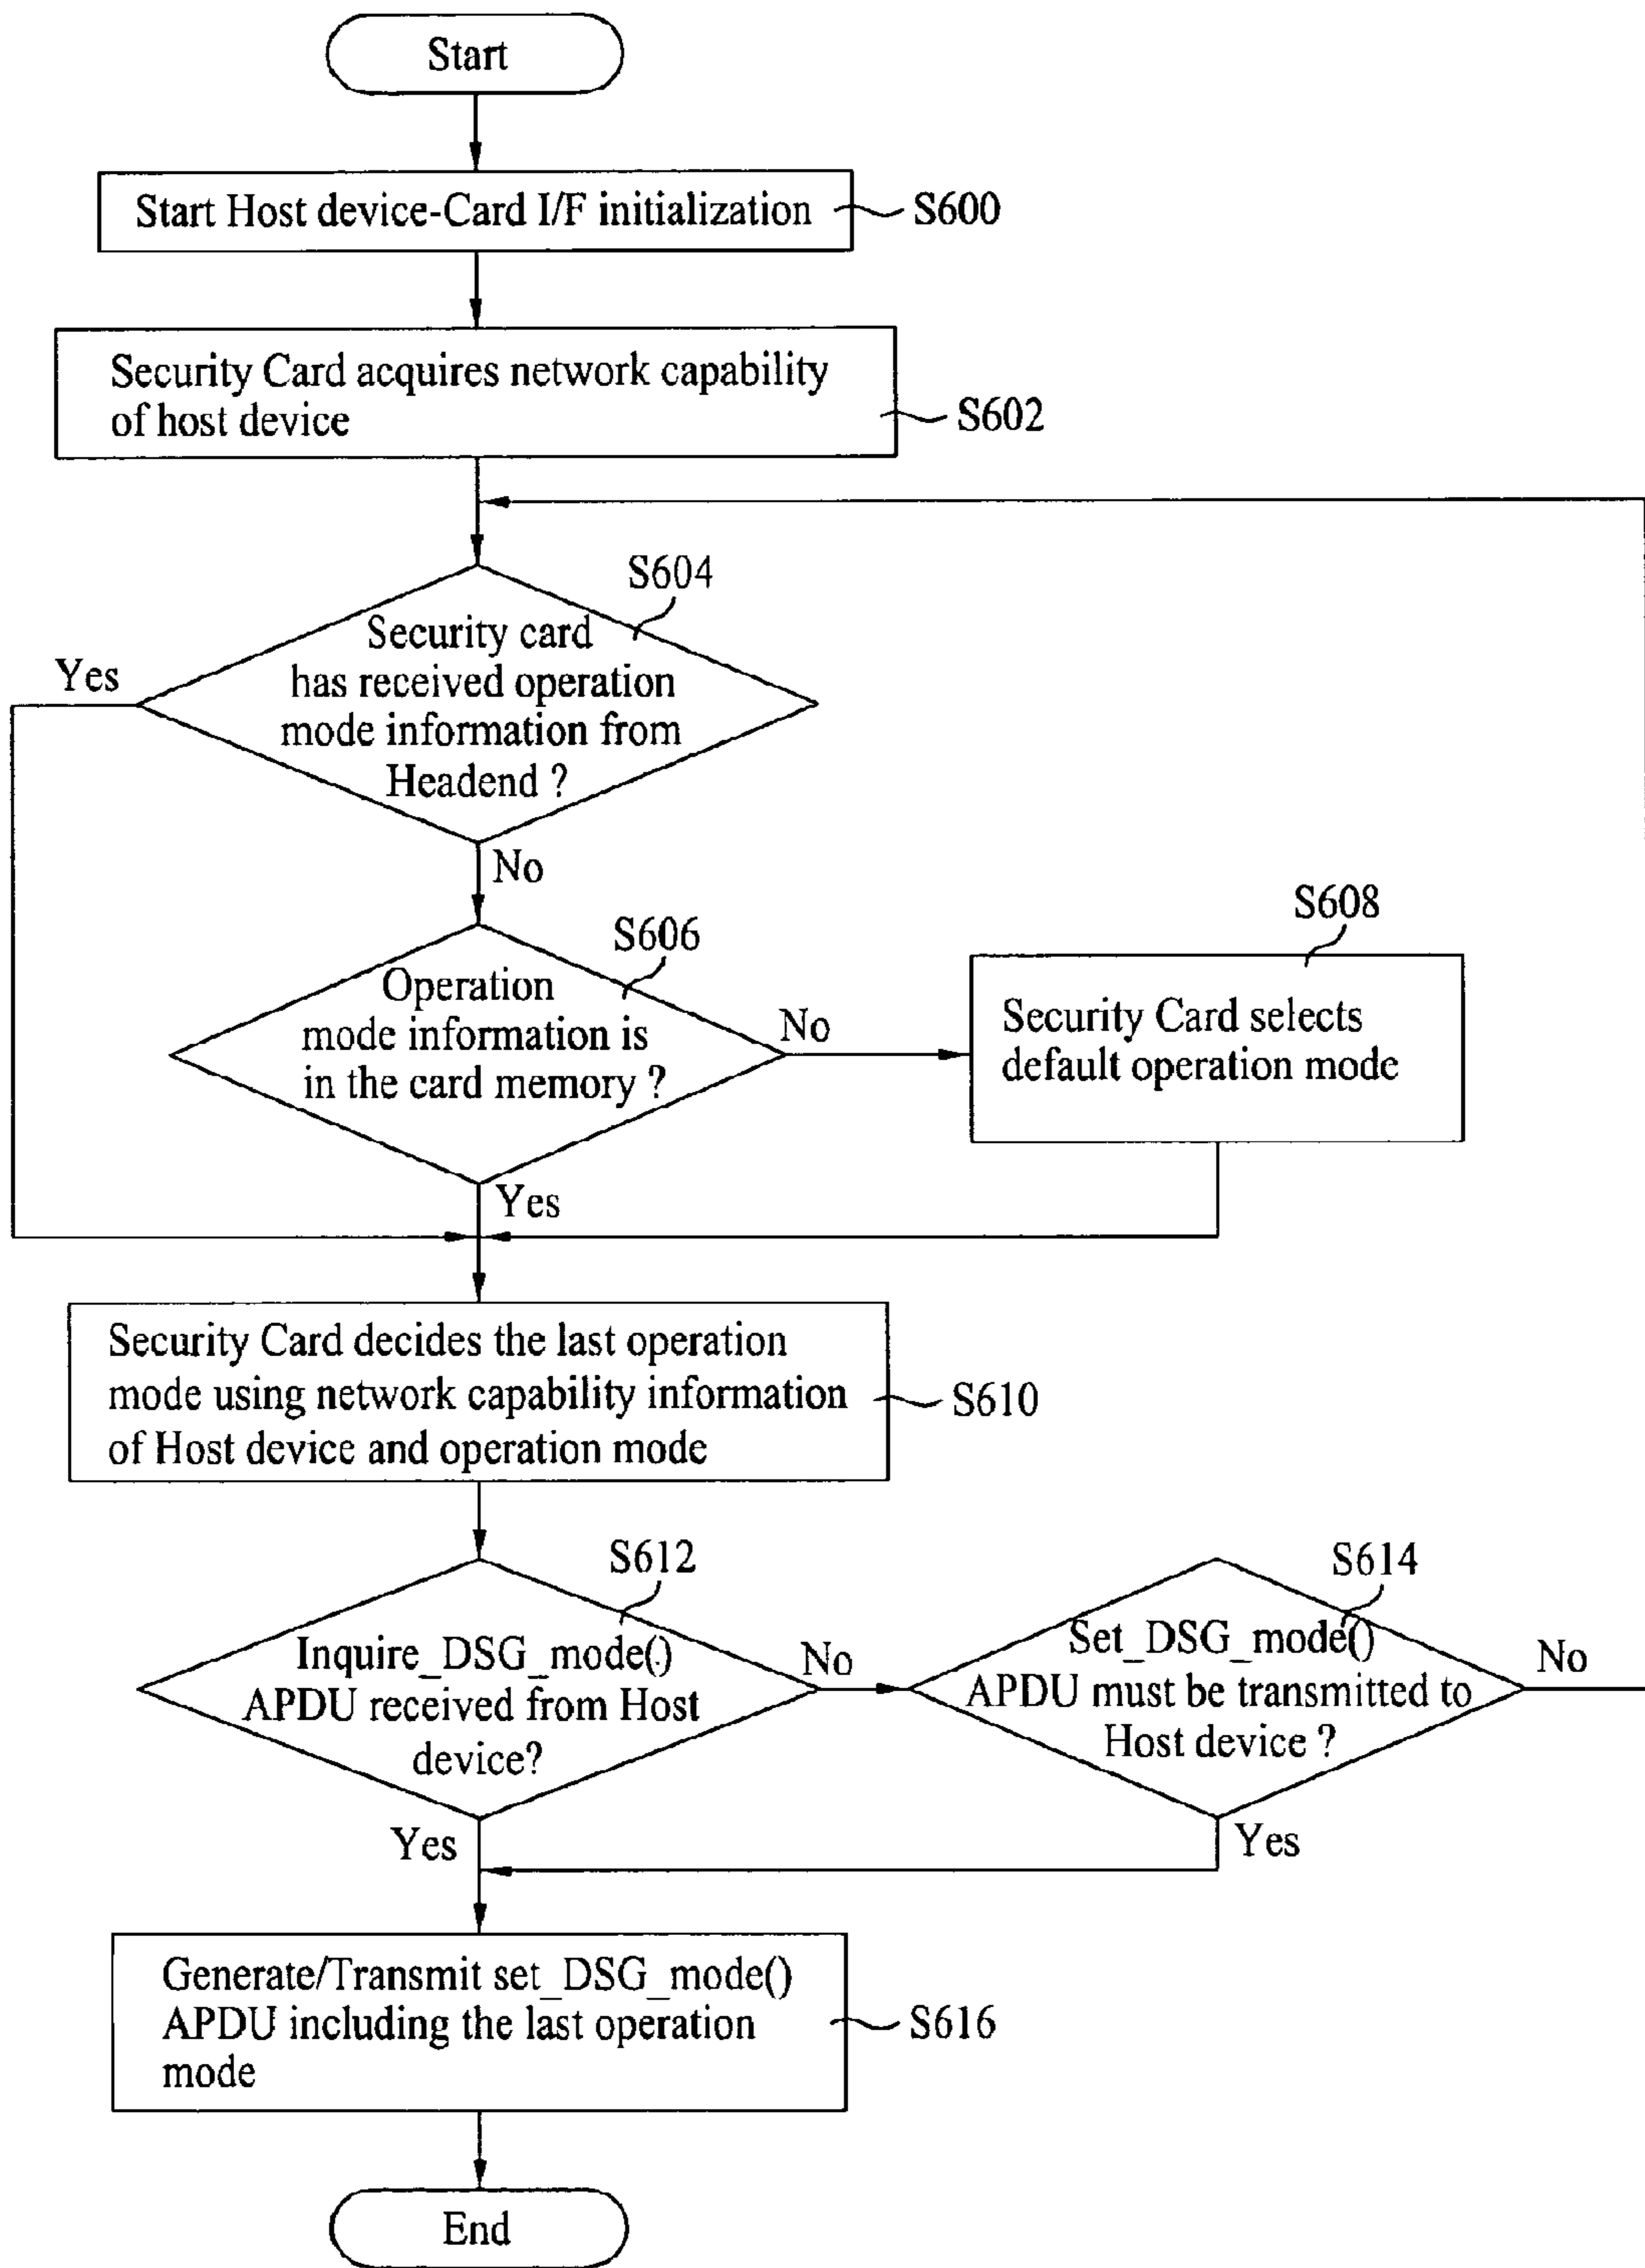 Start
Start Host device-Card I/F initialization
S600
Security Card acquires network capability
of host device
S602
S604
Security card
has received operation
mode information from
Headend ?
Yes
No
S606
Operation
mode information is
in the card memory ?
No
Yes
S608
Security Card selects
default operation mode
Security Card decides the last operation
mode using network capability information
of Host device and operation mode
S610
S612
Inquire_DSG_mode()
APDU received from Host
device?
No
Yes
S614
Set_DSG_mode()
APDU must be transmitted to
Host device ?
No
Yes
Generate/Transmit set_DSG_mode()
APDU including the last operation
mode
S616
End